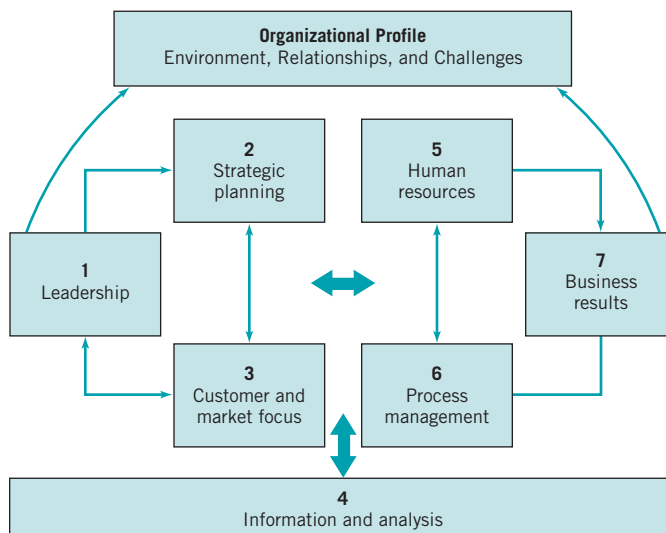 Organizational Profile
Environment, Relationships, and Challenges
2
Strategic
planning
5
Human
resources
1
Leadership
7
Business
results
3
Customer and
market focus
6
Process
management
4
Information and analysis